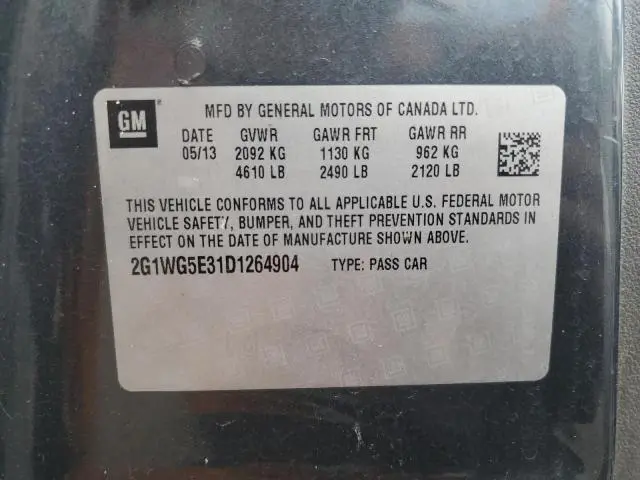 GM
MFD BY GENERAL MOTORS OF CANADA LTD.
DATE GVWR GAWR FRT GAWR RR
05/13 2092 KG 1130 KG 962 KG
4610 LB 2490 LB 2120 LB
THIS VEHICLE CONFORMS TO ALL APPLICABLE U.S. FEDERAL MOTOR
VEHICLE SAFETY, BUMPER, AND THEFT PREVENTION STANDARDS IN
EFFECT ON THE DATE OF MANUFACTURE SHOWN ABOVE.
2G1WG5E31D1264904 TYPE: PASS CAR